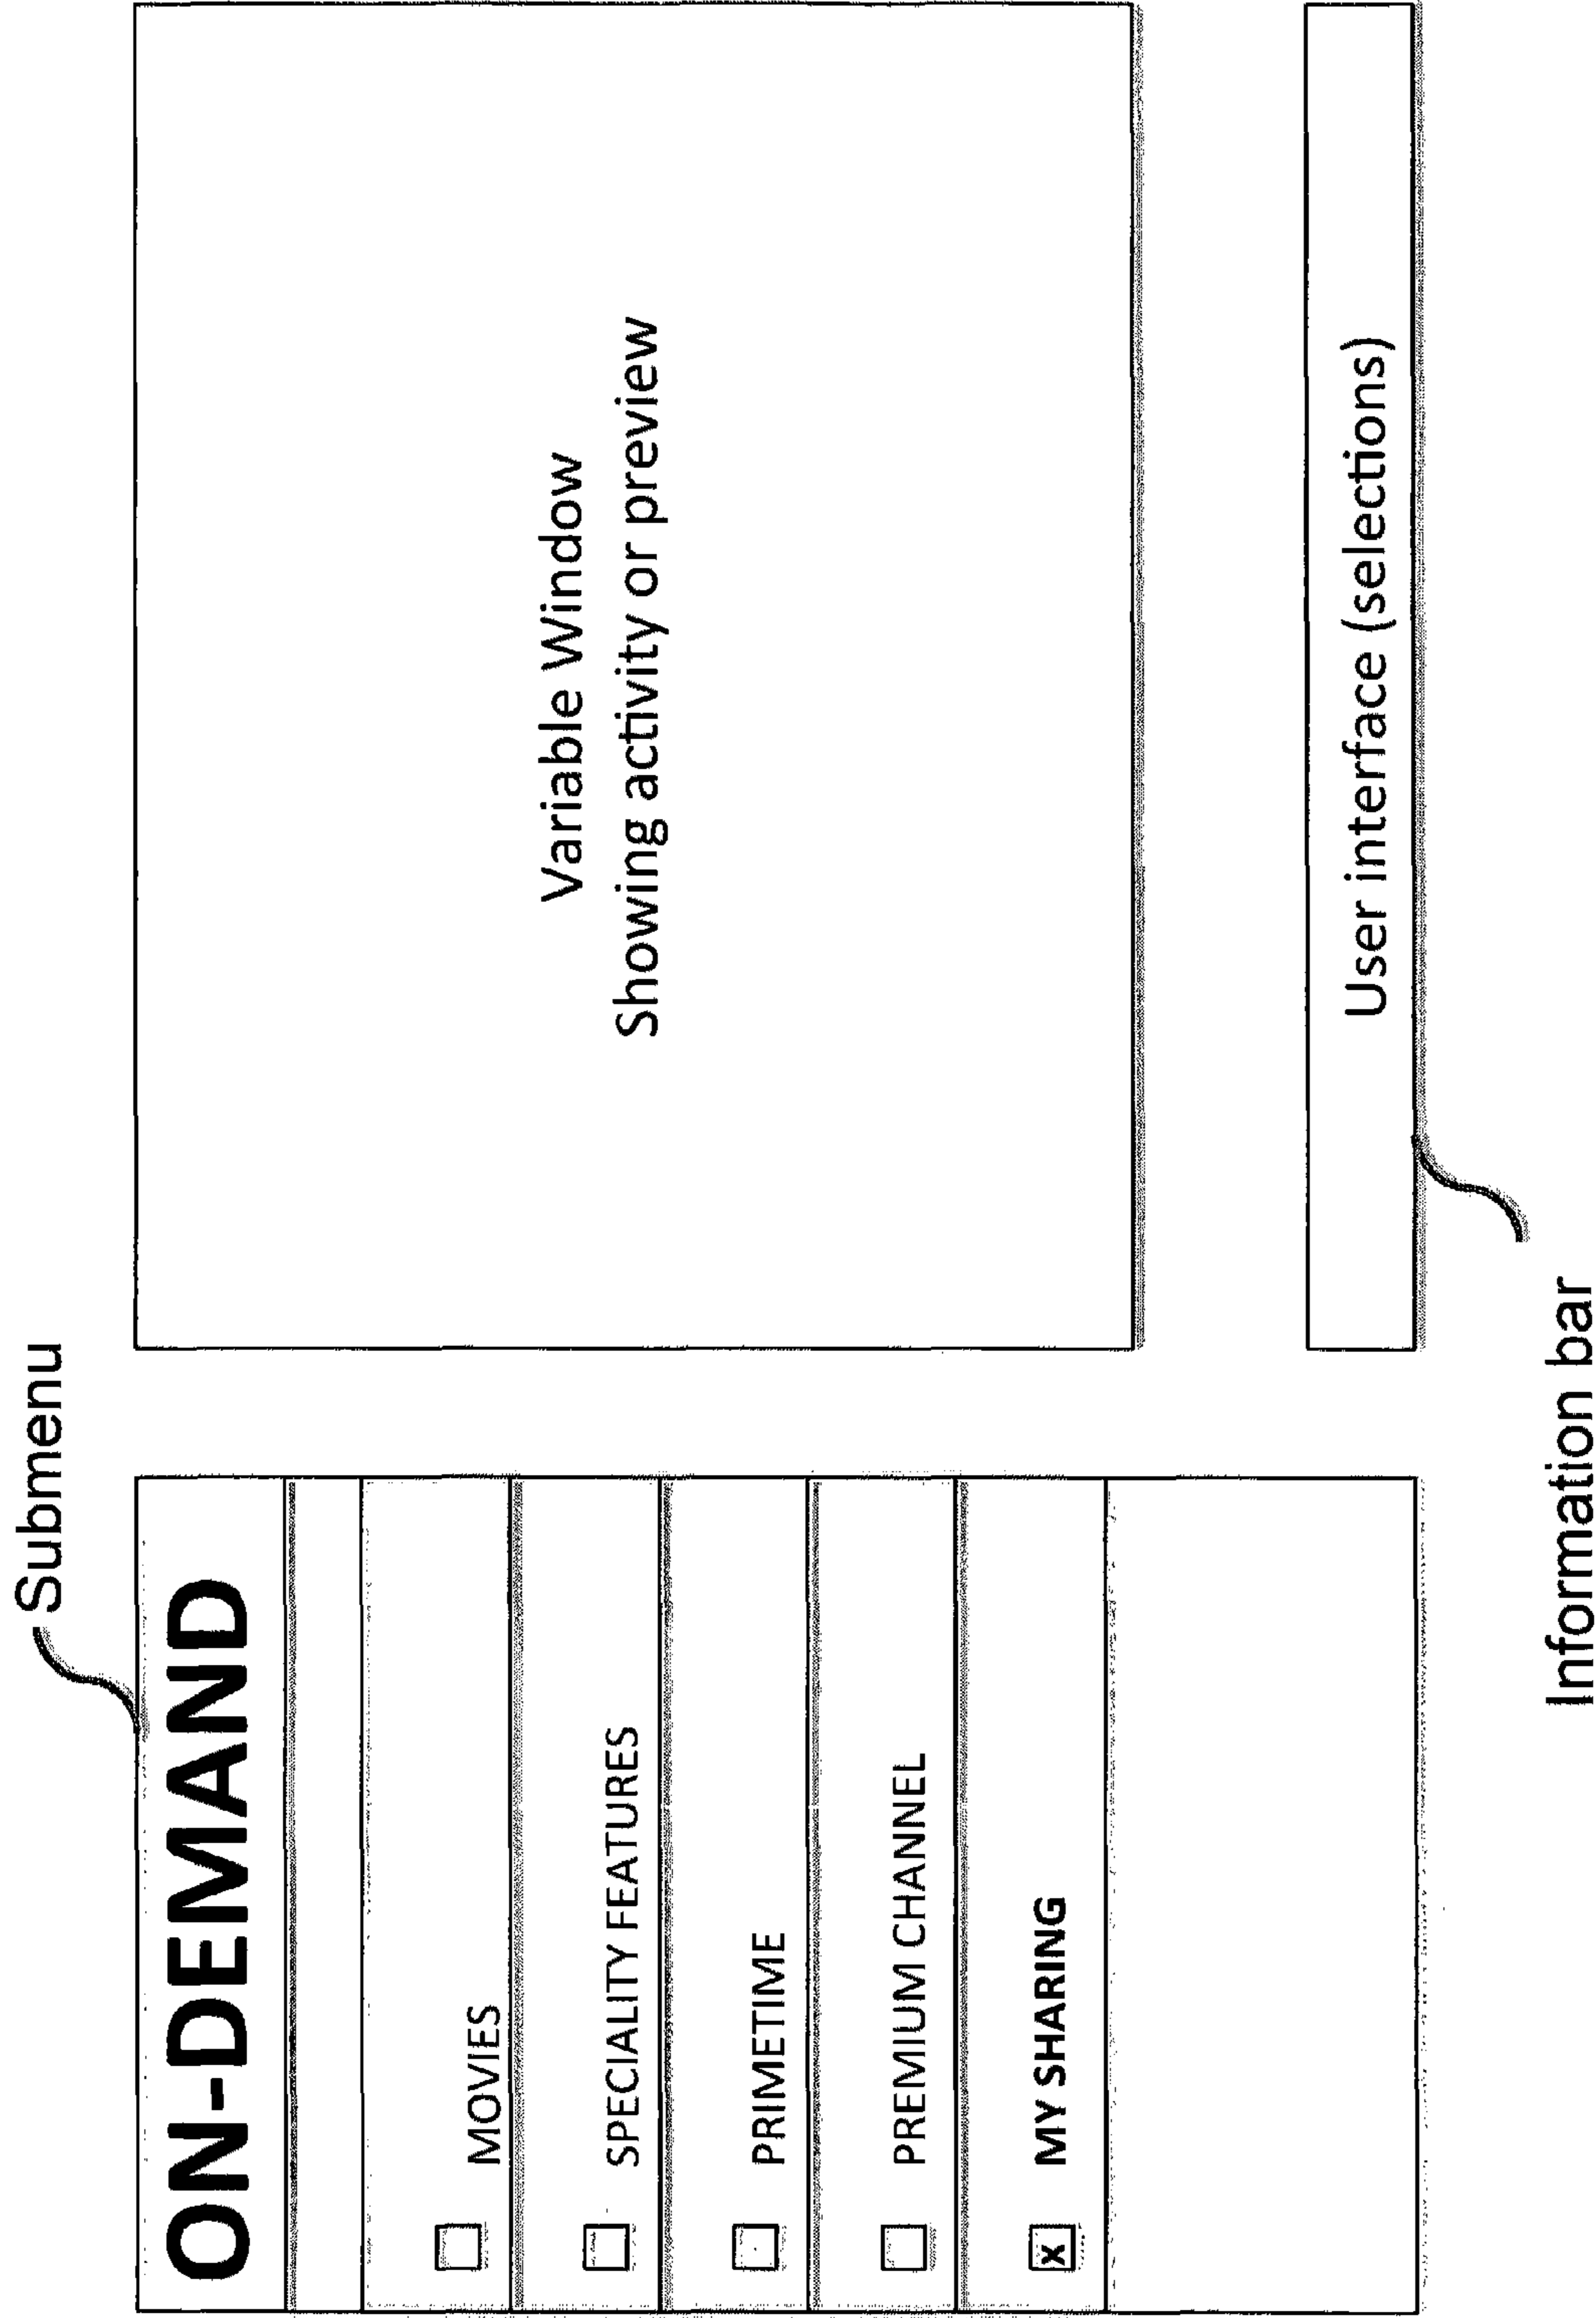 Submenu
ON-DEMAND
MOVIES
SPECIALITY FEATURES
PRIMETIME
PREMIUM CHANNEL
x MY SHARING
Variable Window
Showing activity or preview
User interface (selections)
Information bar